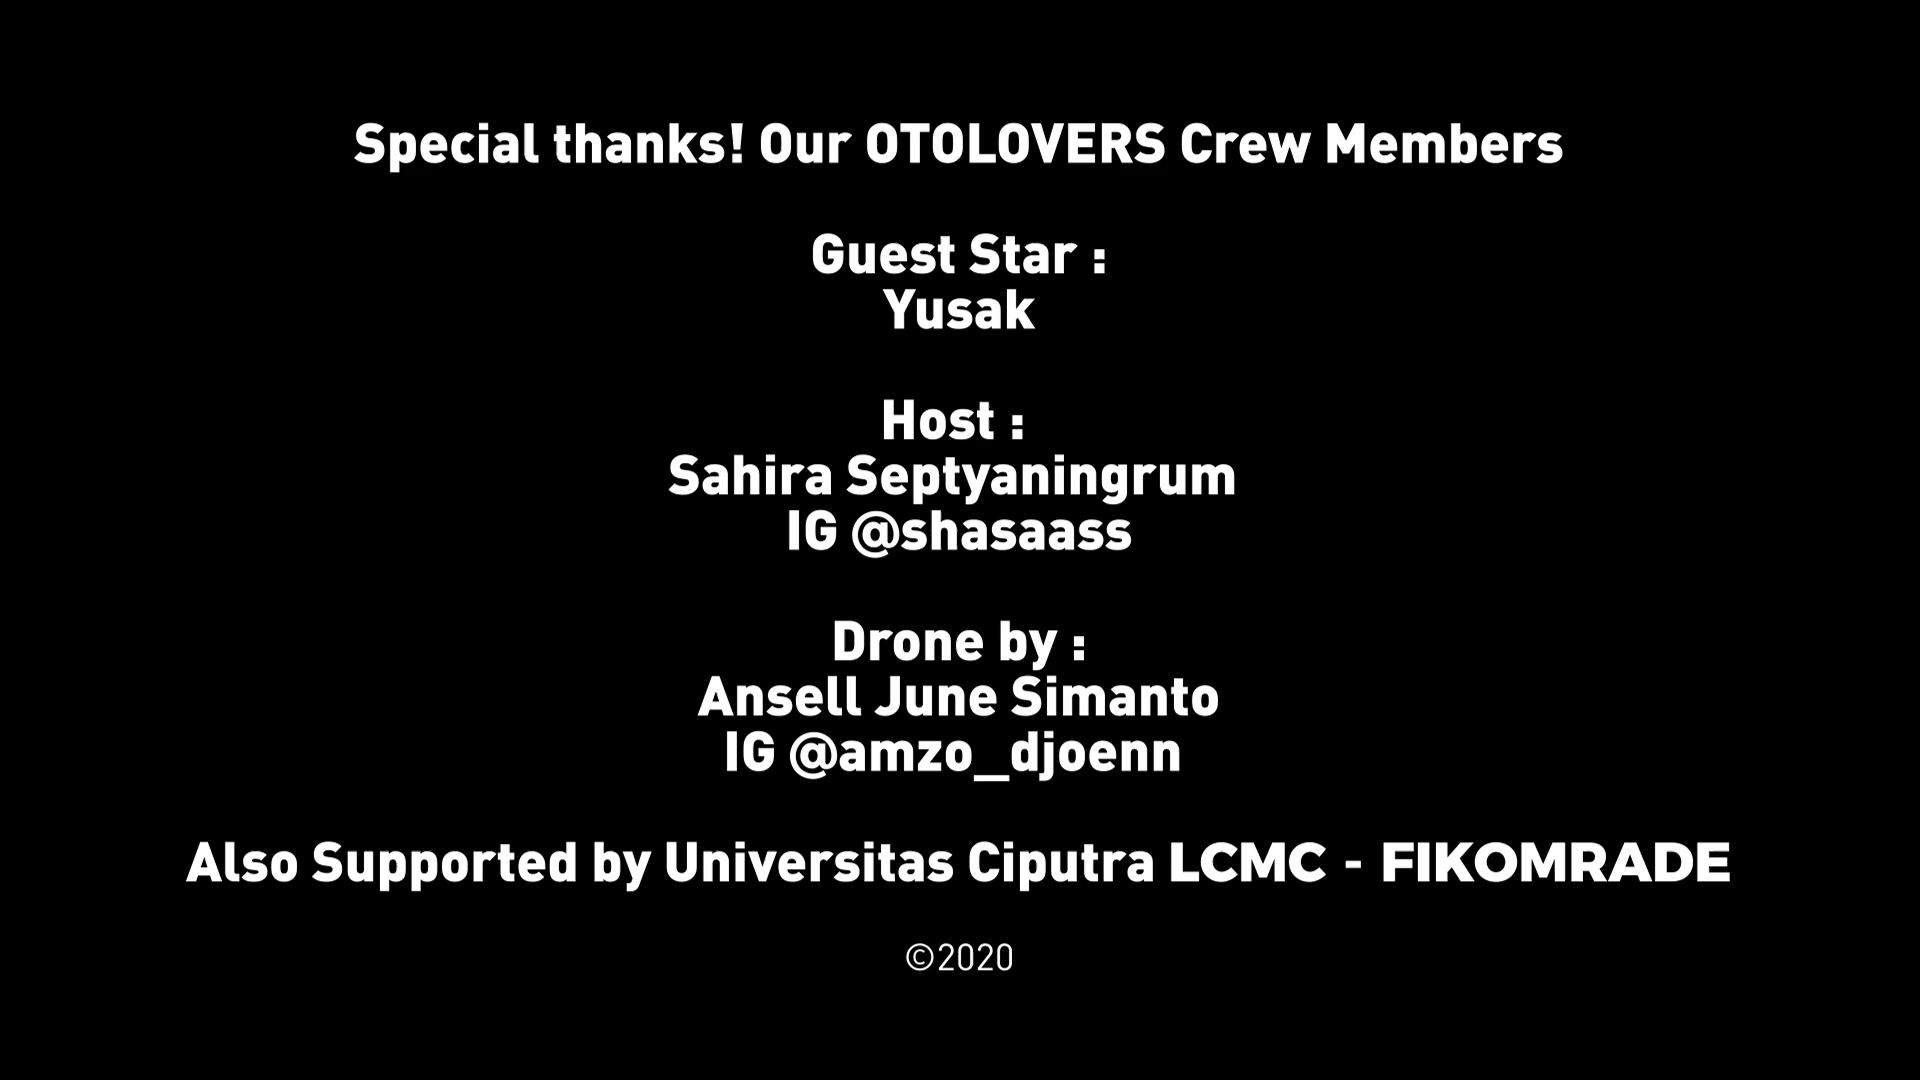 Special thanks! Our OTOLOVERS Crew Members
Guest Star :
Yusak
Host :
Sahira Septyaningrum
IG @shasaass
Drone by :
Ansell June Simanto
IG @amzo_djoenn
Also Supported by Universitas Ciputra LCMC - FIKOMRADE
©2020